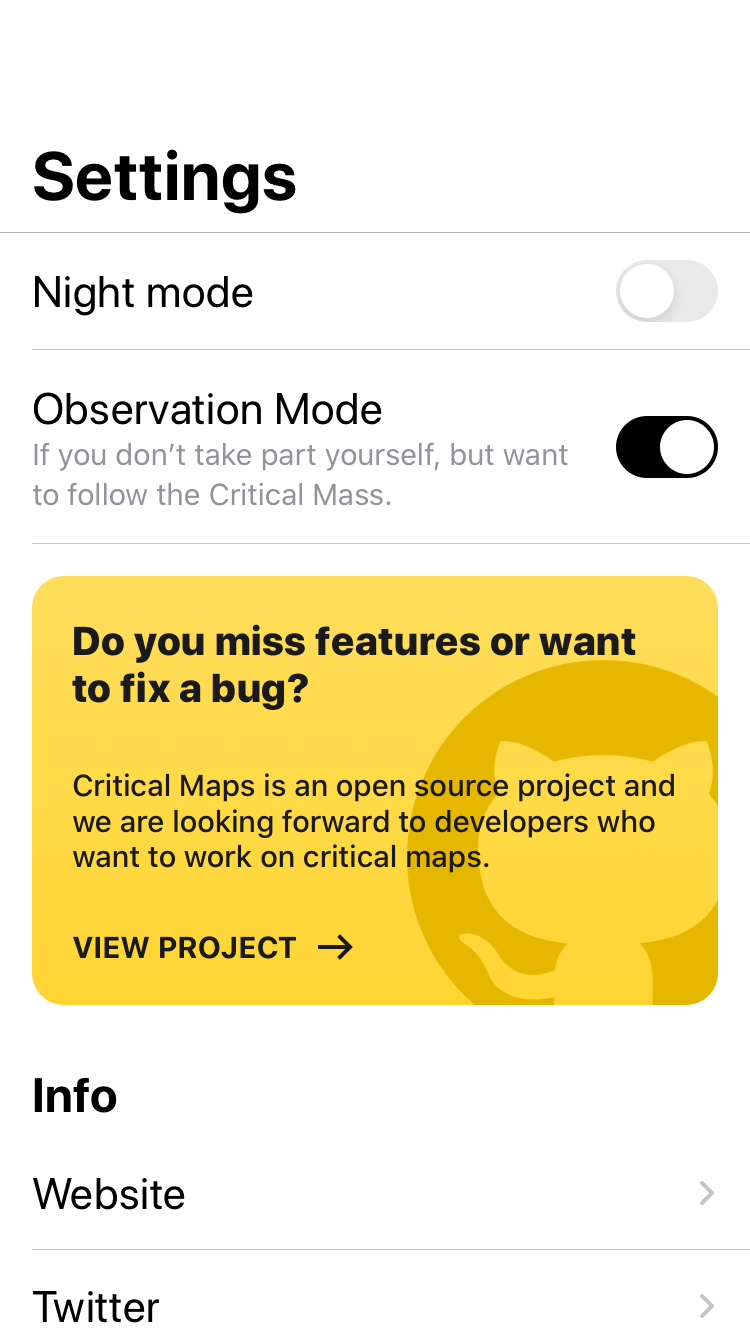 Settings
Night mode
Observation Mode
If you don’t take part yourself, but want
to follow the Critical Mass.
Do you miss features or want
to fix a bug?
Critical Maps is an open source project and
we are looking forward to developers who
want to work on critical maps.
VIEW PROJECT →
Info
Website
Twitter